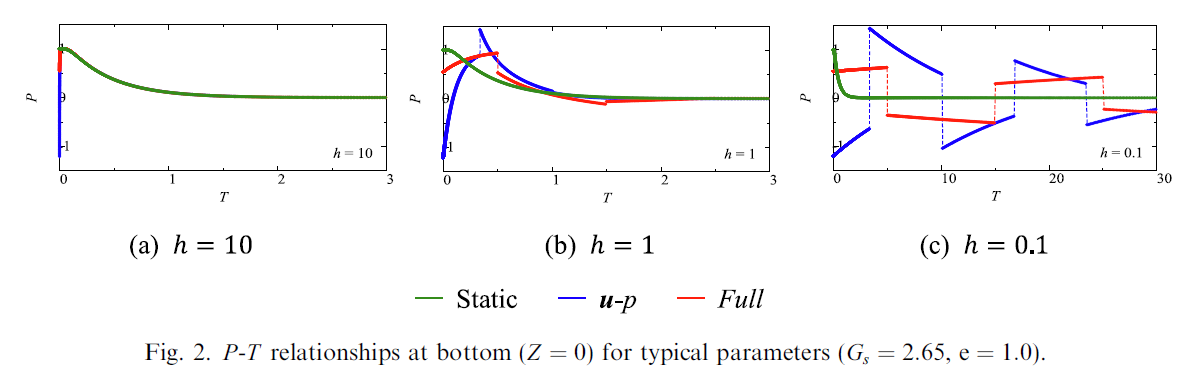 P
1
0
-1
h = 10
0
1
2
3
T
P
1
0
-1
h = 1
0
1
2
3
T
P
1
0
-1
h = 0.1
0
10
20
30
T
(a) h = 10
(b) h = 1
(c) h = 0.1
Static
u-p
Full
Fig. 2. P-T relationships at bottom (Z = 0) for typical parameters (Gₛ = 2.65, e = 1.0).